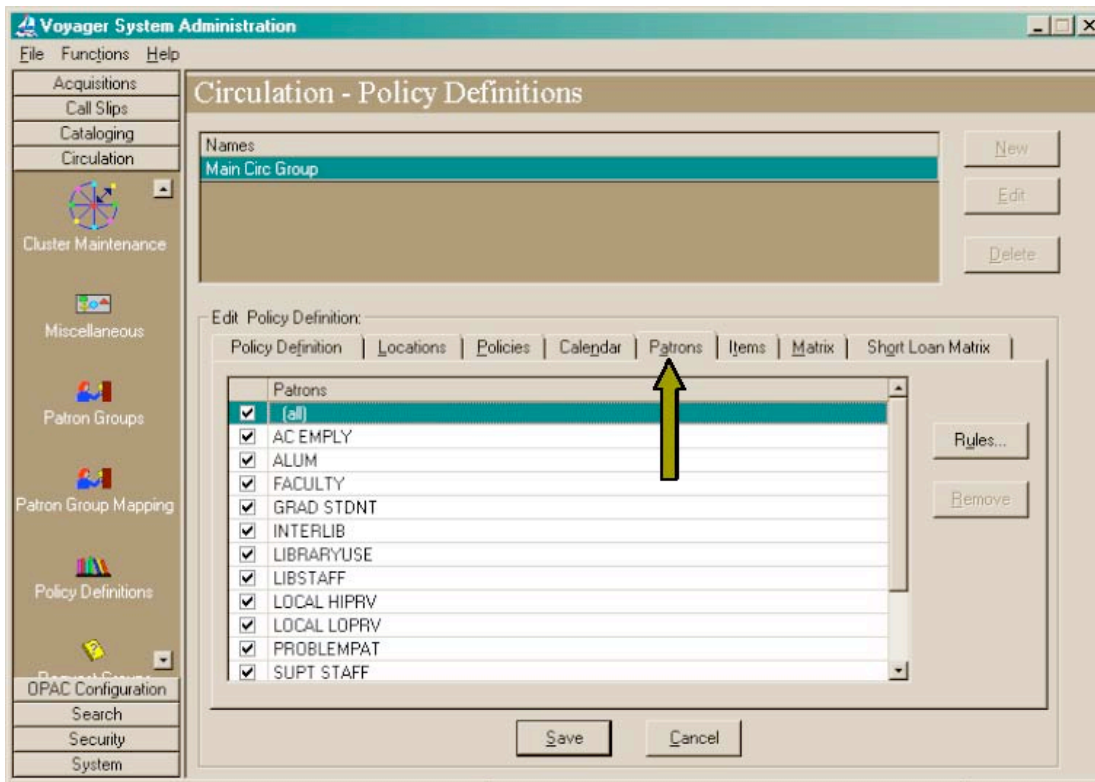 Voyager System Administration
File Functions Help
Acquisitions
Call Slips
Cataloging
Circulation
Cluster Maintenance
Miscellaneous
Patron Groups
Patron Group Mapping
Policy Definitions
Request Groups
OPAC Configuration
Search
Security
System
Circulation - Policy Definitions
Names
Main Circ Group
New
Edit
Delete
Edit Policy Definition:
Policy Definition Locations Policies Calendar Patrons Items Matrix Short Loan Matrix
Patrons
(all)
AC EMPLY
ALUM
FACULTY
GRAD STDNT
INTERLIB
LIBRARYUSE
LIBSTAFF
LOCAL HIPRV
LOCAL LOPRV
PROBLEMPAT
SUPT STAFF
Rules...
Remove
Save Cancel